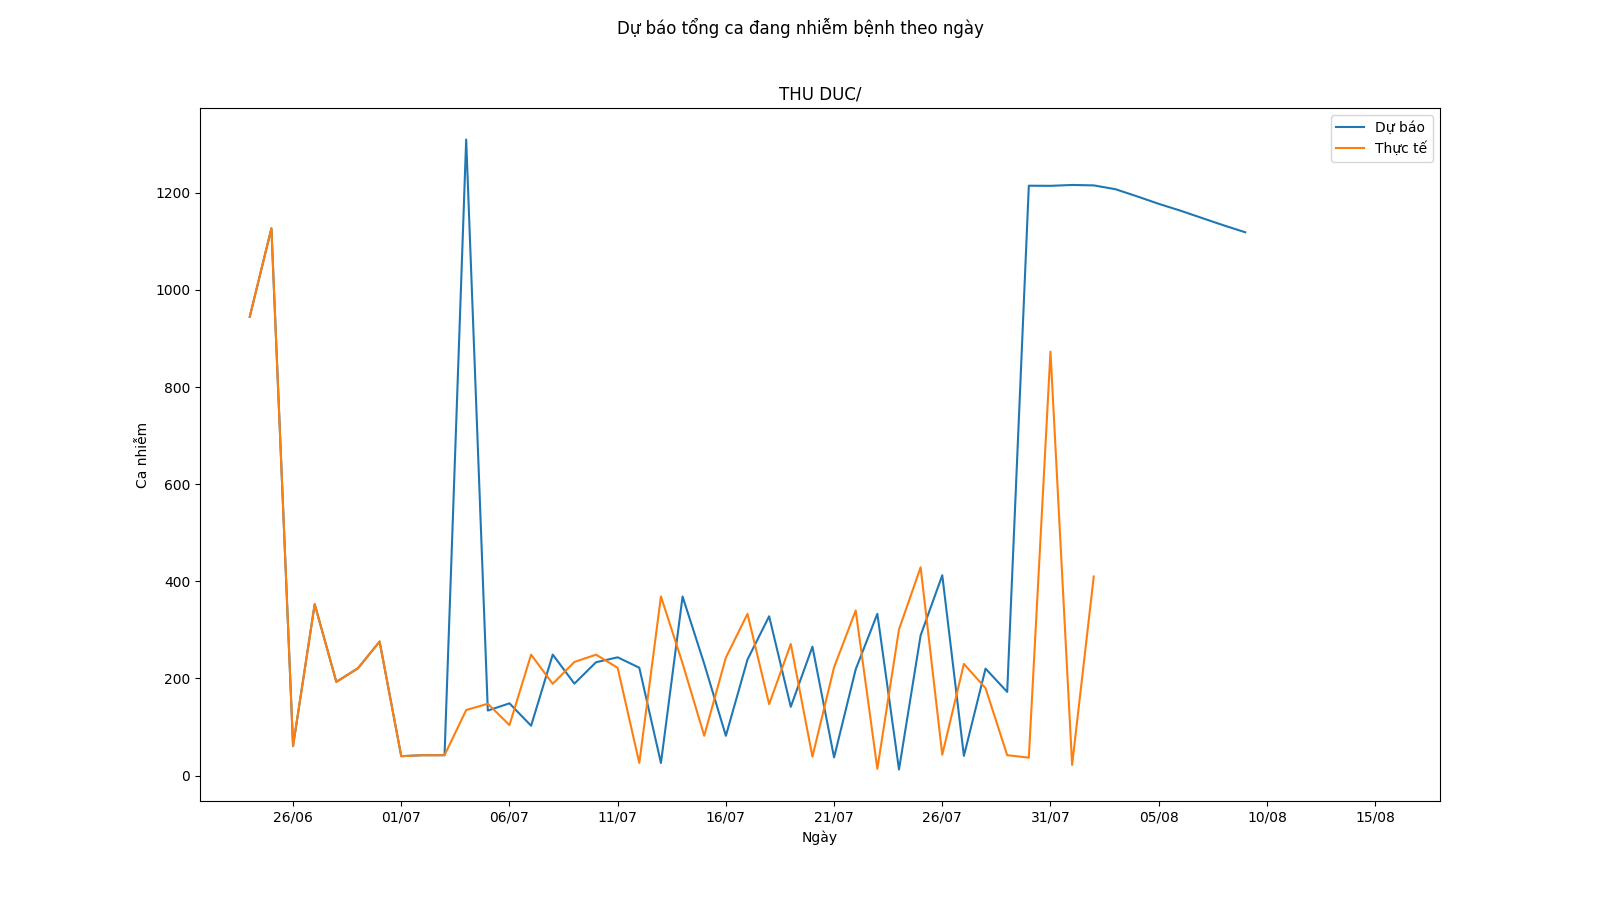 Dự báo tổng ca đang nhiễm bệnh theo ngày
THU DUC/
Dự báo
Thực tế
1200
1000
800
600
400
200
0
Ca nhiễm
26/06 01/07 06/07 11/07 16/07 21/07 26/07 31/07 05/08 10/08 15/08
Ngày